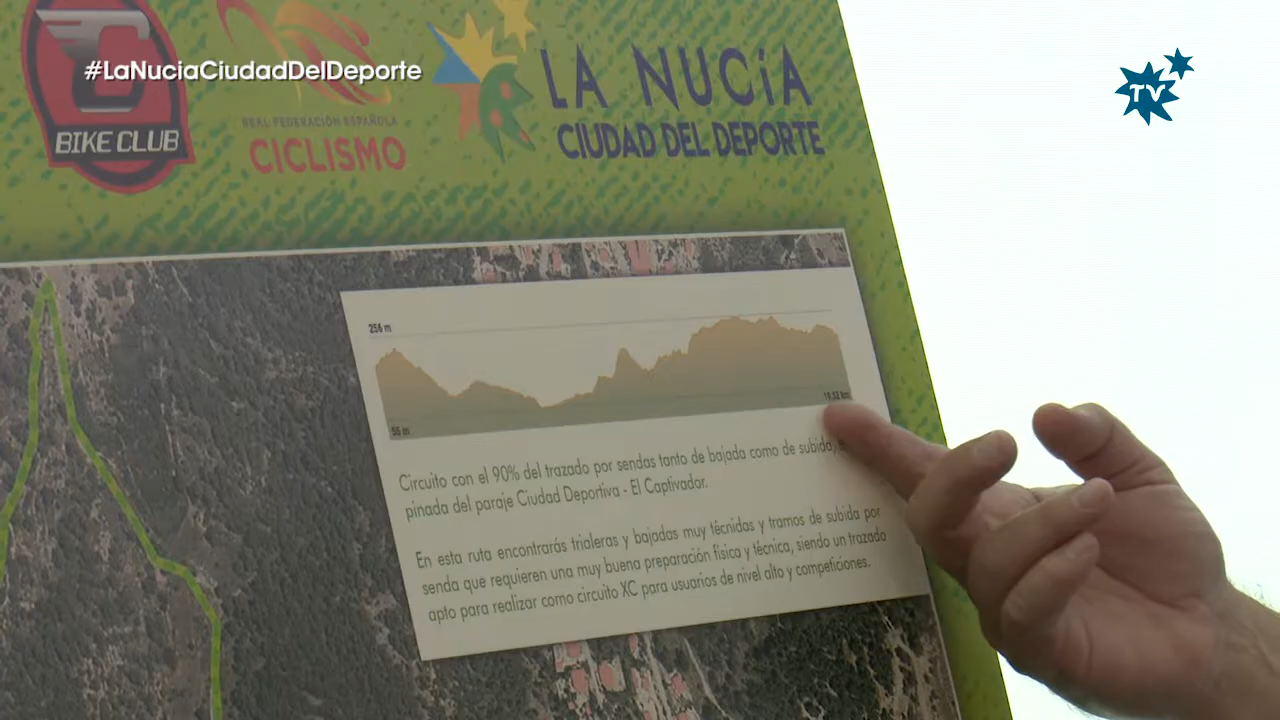 #LaNuciaCiudadDelDeporte
TV
C
BIKE CLUB
REAL FEDERACIÓN ESPAÑOLA
CICLISMO
LA NUCíA
CIUDAD DEL DEPORTE
256 m
55 m
Circuito con el 90% del trazado por sendas tanto de bajada como de subida,
pinada del paraje Ciudad Deportiva - El Captivador.
En esta ruta encontrarás trialeras y bajadas muy técnidas y tramos de subida por
senda que requieren una muy buena preparación física y técnica, siendo un trazado
apto para realizar como circuito XC para usuarios de nivel alto y competiciones.